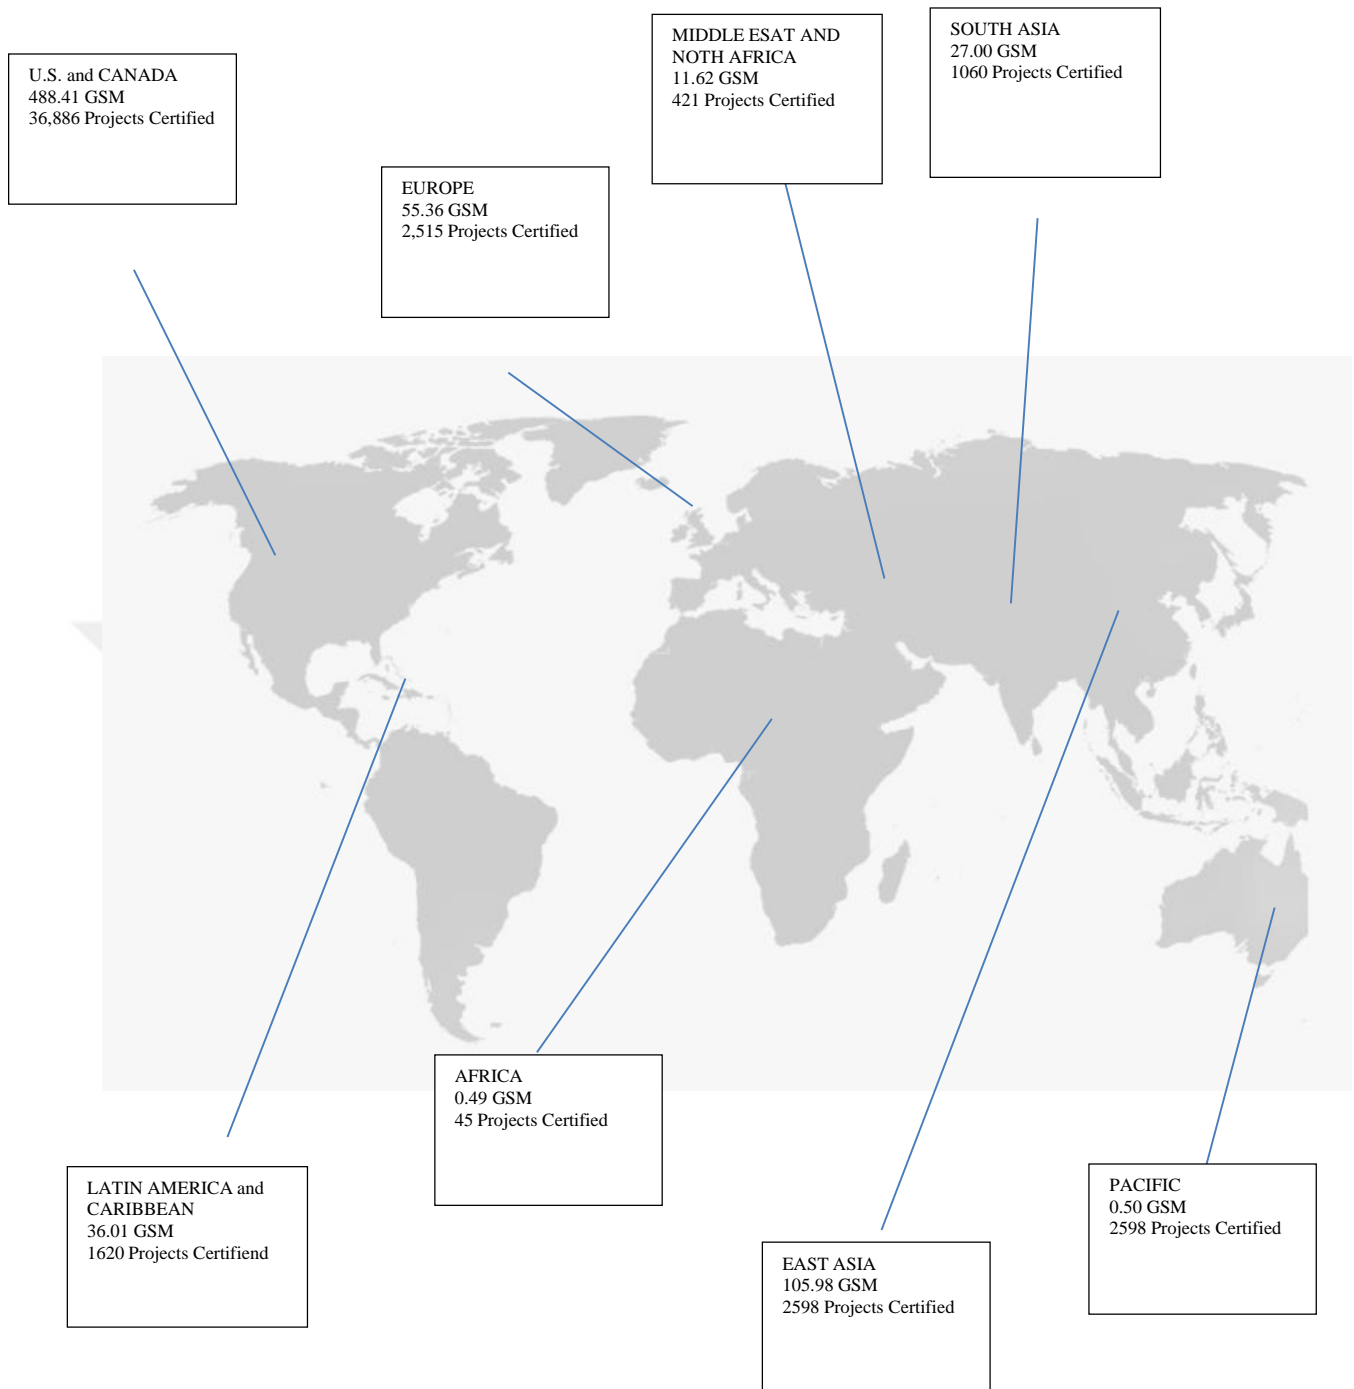 U.S. and CANADA
488.41 GSM
36,886 Projects Certified
EUROPE
55.36 GSM
2,515 Projects Certified
MIDDLE ESAT AND
NOTH AFRICA
11.62 GSM
421 Projects Certified
SOUTH ASIA
27.00 GSM
1060 Projects Certified
LATIN AMERICA and
CARIBBEAN
36.01 GSM
1620 Projects Certifiend
AFRICA
0.49 GSM
45 Projects Certified
EAST ASIA
105.98 GSM
2598 Projects Certified
PACIFIC
0.50 GSM
2598 Projects Certified